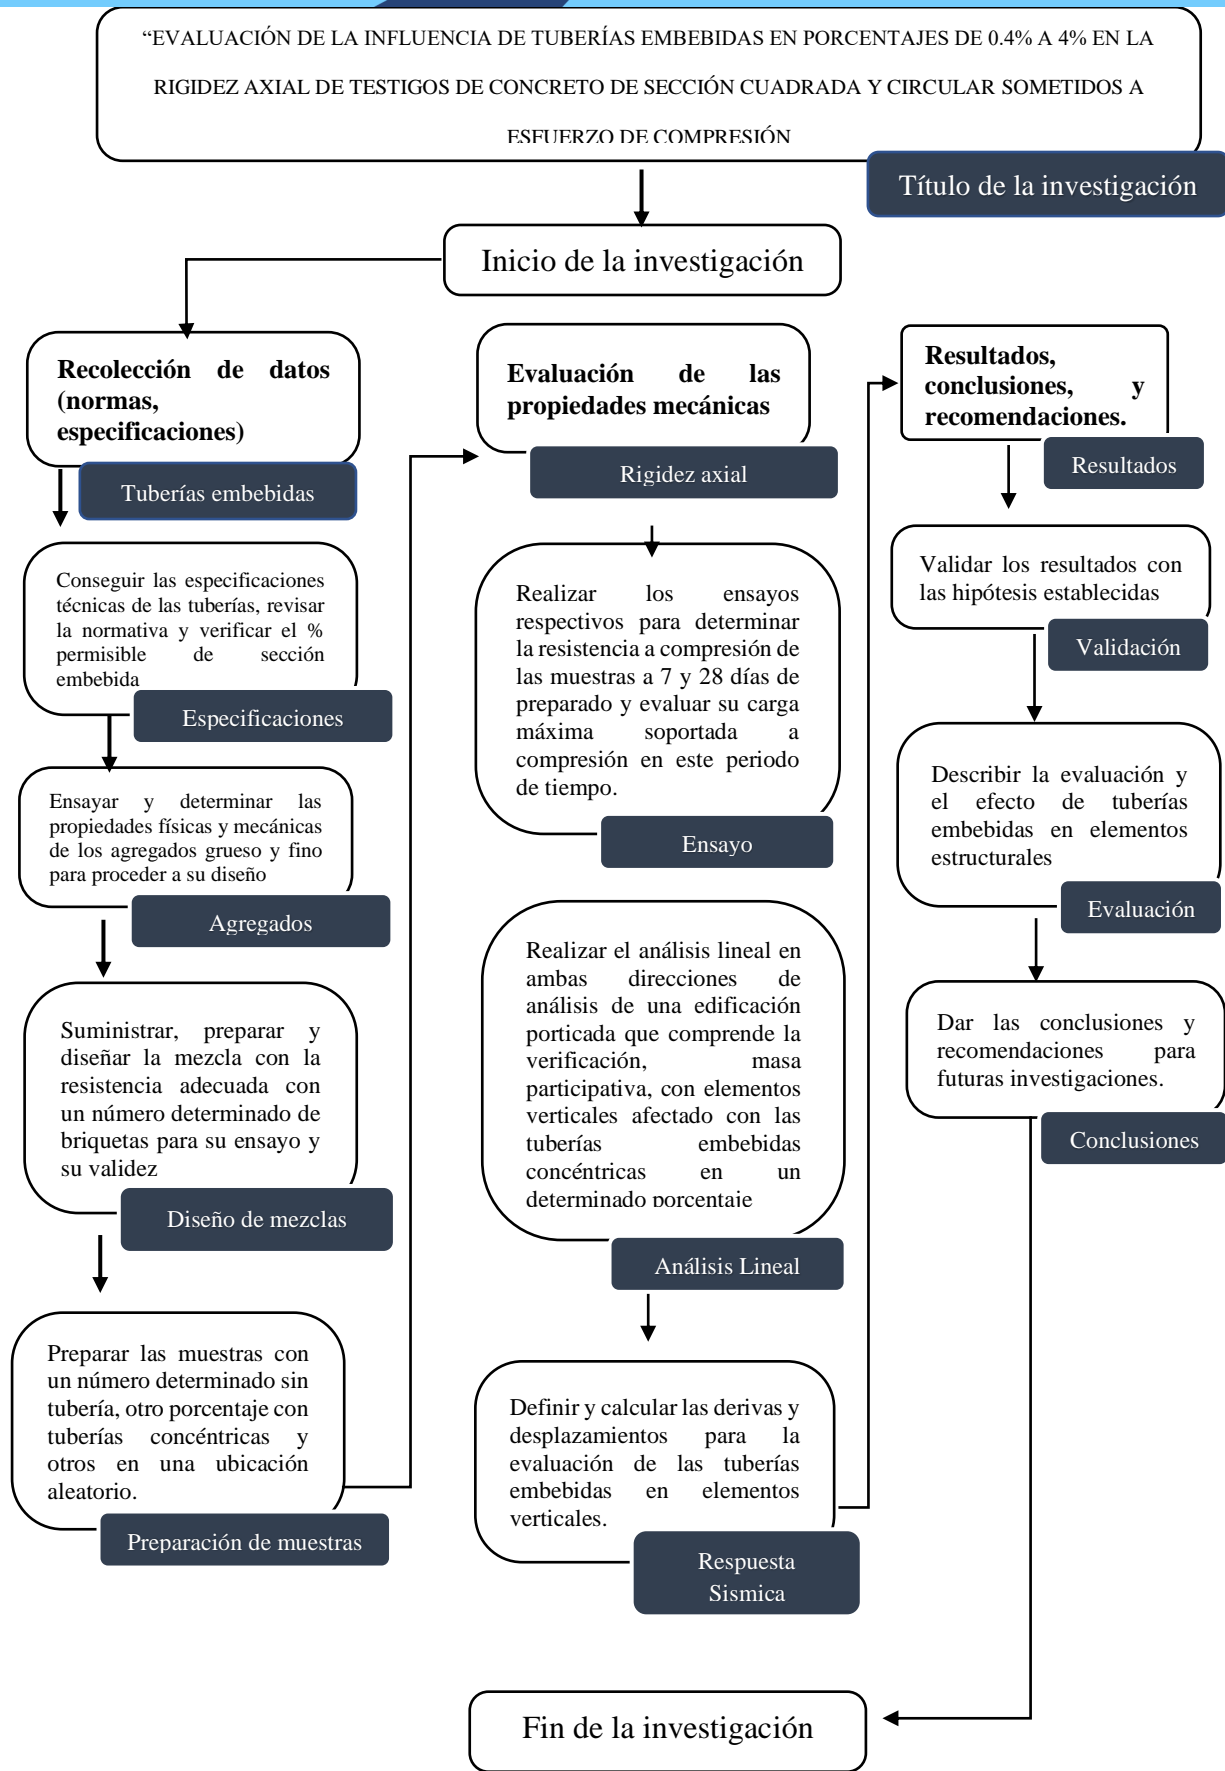 “EVALUACIÓN DE LA INFLUENCIA DE TUBERÍAS EMBEBIDAS EN PORCENTAJES DE 0.4% A 4% EN LA
RIGIDEZ AXIAL DE TESTIGOS DE CONCRETO DE SECCIÓN CUADRADA Y CIRCULAR SOMETIDOS A
ESFUERZO DE COMPRESIÓN
Título de la investigación
Inicio de la investigación
Recolección de datos
(normas,
especificaciones)
Tuberías embebidas
Conseguir las especificaciones
técnicas de las tuberías, revisar
la normativa y verificar el %
permisible de sección
embebida
Especificaciones
Ensayar y determinar las
propiedades físicas y mecánicas
de los agregados grueso y fino
para proceder a su diseño
Agregados
Suministrar, preparar y
diseñar la mezcla con la
resistencia adecuada con
un número determinado de
briquetas para su ensayo y
su validez
Diseño de mezclas
Preparar las muestras con
un número determinado sin
tubería, otro porcentaje con
tuberías concéntricas y
otros en una ubicación
aleatorio.
Preparación de muestras
Evaluación de las
propiedades mecánicas
Rigidez axial
Realizar los ensayos
respectivos para determinar
la resistencia a compresión de
las muestras a 7 y 28 días de
preparado y evaluar su carga
máxima soportada a
compresión en este periodo
de tiempo.
Ensayo
Realizar el análisis lineal en
ambas direcciones de
análisis de una edificación
porticada que comprende la
verificación, masa
participativa, con elementos
verticales afectado con las
tuberías embebidas
concéntricas en un
determinado porcentaje
Análisis Lineal
Definir y calcular las derivas y
desplazamientos para la
evaluación de las tuberías
embebidas en elementos
verticales.
Respuesta
Sismica
Resultados,
conclusiones, y
recomendaciones.
Resultados
Validar los resultados con
las hipótesis establecidas
Validación
Describir la evaluación y
el efecto de tuberías
embebidas en elementos
estructurales
Evaluación
Dar las conclusiones y
recomendaciones para
futuras investigaciones.
Conclusiones
Fin de la investigación